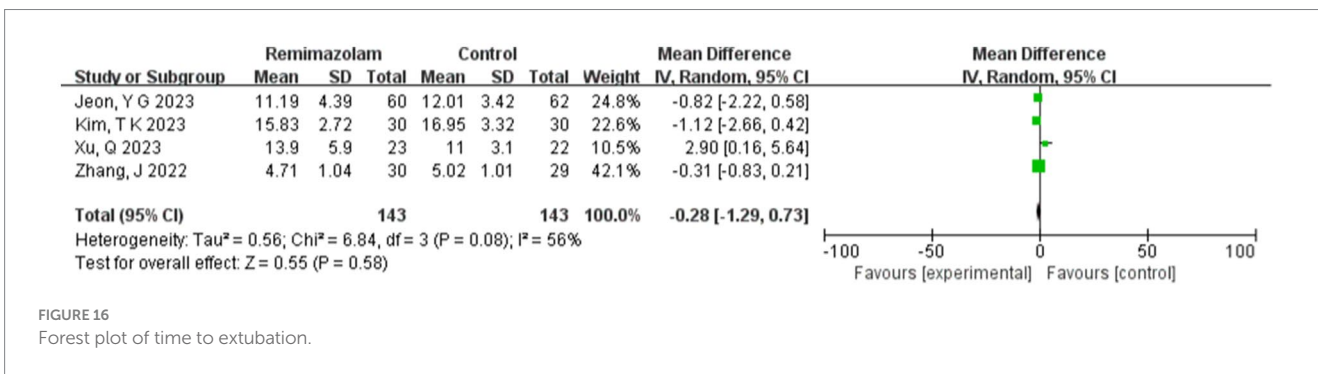 Remimazolam Control Mean Difference Mean Difference
Study or Subgroup Mean SD Total Mean SD Total Weight IV, Random, 95% CI IV, Random, 95% CI
Jeon, Y G 2023 11.19 4.39 60 12.01 3.42 62 24.8% -0.82 [-2.22, 0.58]
Kim, T K 2023 15.83 2.72 30 16.95 3.32 30 22.6% -1.12 [-2.66, 0.42]
Xu, Q 2023 13.9 5.9 23 11 3.1 22 10.5% 2.90 [0.16, 5.64]
Zhang, J 2022 4.71 1.04 30 5.02 1.01 29 42.1% -0.31 [-0.83, 0.21]
Total (95% CI) 143 143 100.0% -0.28 [-1.29, 0.73]
Heterogeneity: Tau² = 0.56; Chi² = 6.84, df = 3 (P = 0.08); I² = 56%
Test for overall effect: Z = 0.55 (P = 0.58)
-100 -50 0 50 100
Favours [experimental] Favours [control]
FIGURE 16
Forest plot of time to extubation.